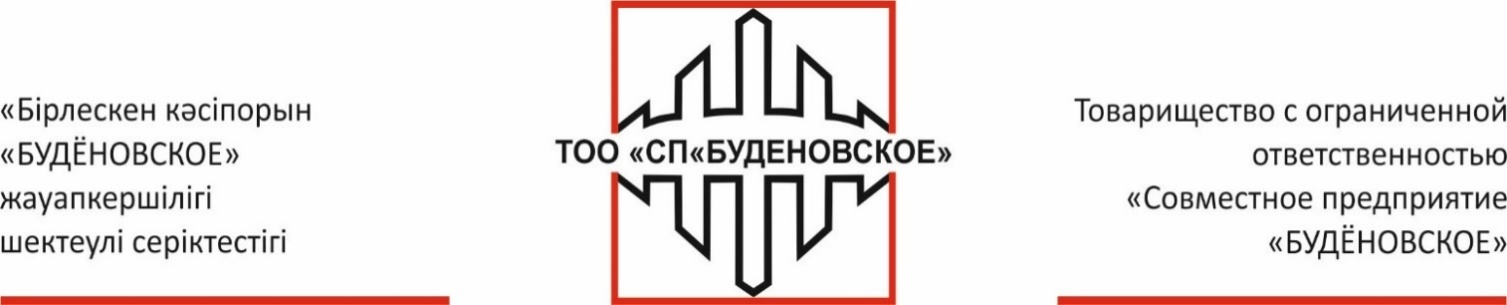 «Бірлескен кәсіпорын
«БУДЁНОВСКОЕ»
жауапкершілігі
шектеулі серіктестігі
ТОО «СП«БУДЕНОВСКОЕ»
Товарищество с ограниченной
ответственностью
«Совместное предприятие
«БУДЁНОВСКОЕ»